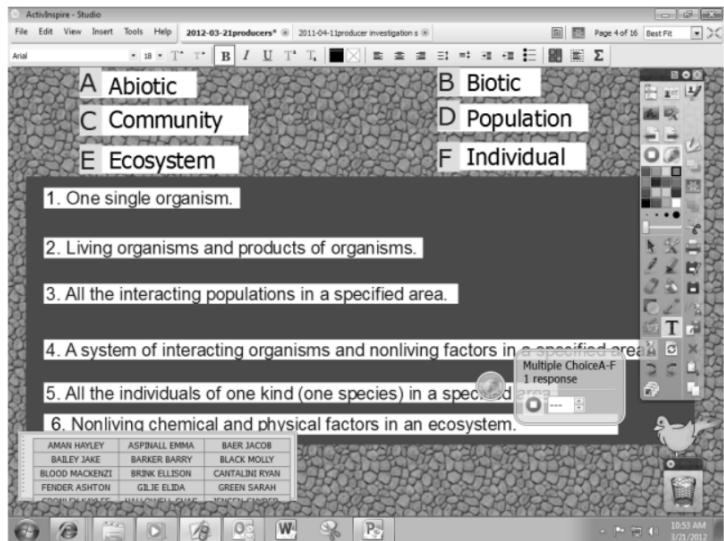 ActivInspire - Studio
File Edit View Insert Tools Help 2012-03-21producers* 2011-04-11producer investigation s Page 4 of 16 Best Fit
Arial 18 B I U
A Abiotic
B Biotic
C Community
D Population
E Ecosystem
F Individual
1. One single organism.
2. Living organisms and products of organisms.
3. All the interacting populations in a specified area.
4. A system of interacting organisms and nonliving factors in a specified area
5. All the individuals of one kind (one species) in a specified area.
6. Nonliving chemical and physical factors in an ecosystem.
Multiple ChoiceA-F
1 response
---
AMAN HAYLEY ASPINALL EMMA BAER JACOB
BAILEY JAKE BARKER BARRY BLACK MOLLY
BLOOD MACKENZI BRINK ELLISON CANTALINI RYAN
FENDER ASHTON GILJE ELIDA GREEN SARAH
10:53 AM
3/21/2012